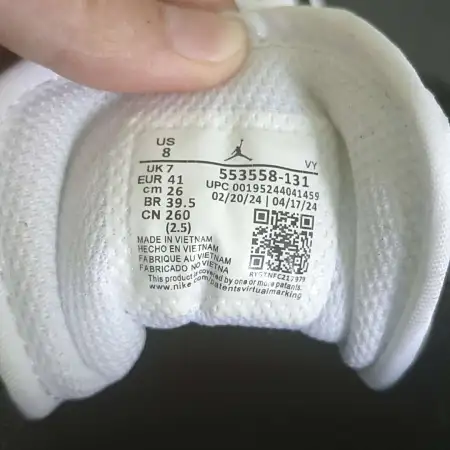 US
8
VY
UK 7
EUR 41
cm 26
BR 39.5
CN 260
(2.5)
553558-131
UPC 00195244041459
02/20/24 | 04/17/24
MADE IN VIETNAM
HECHO EN VIETNAM
FABRIQUE AU VIETNAM
FABRICADO NO VIETNA
This product is covered by one or more patents.
www.nike.com/patentsvirtualmarking